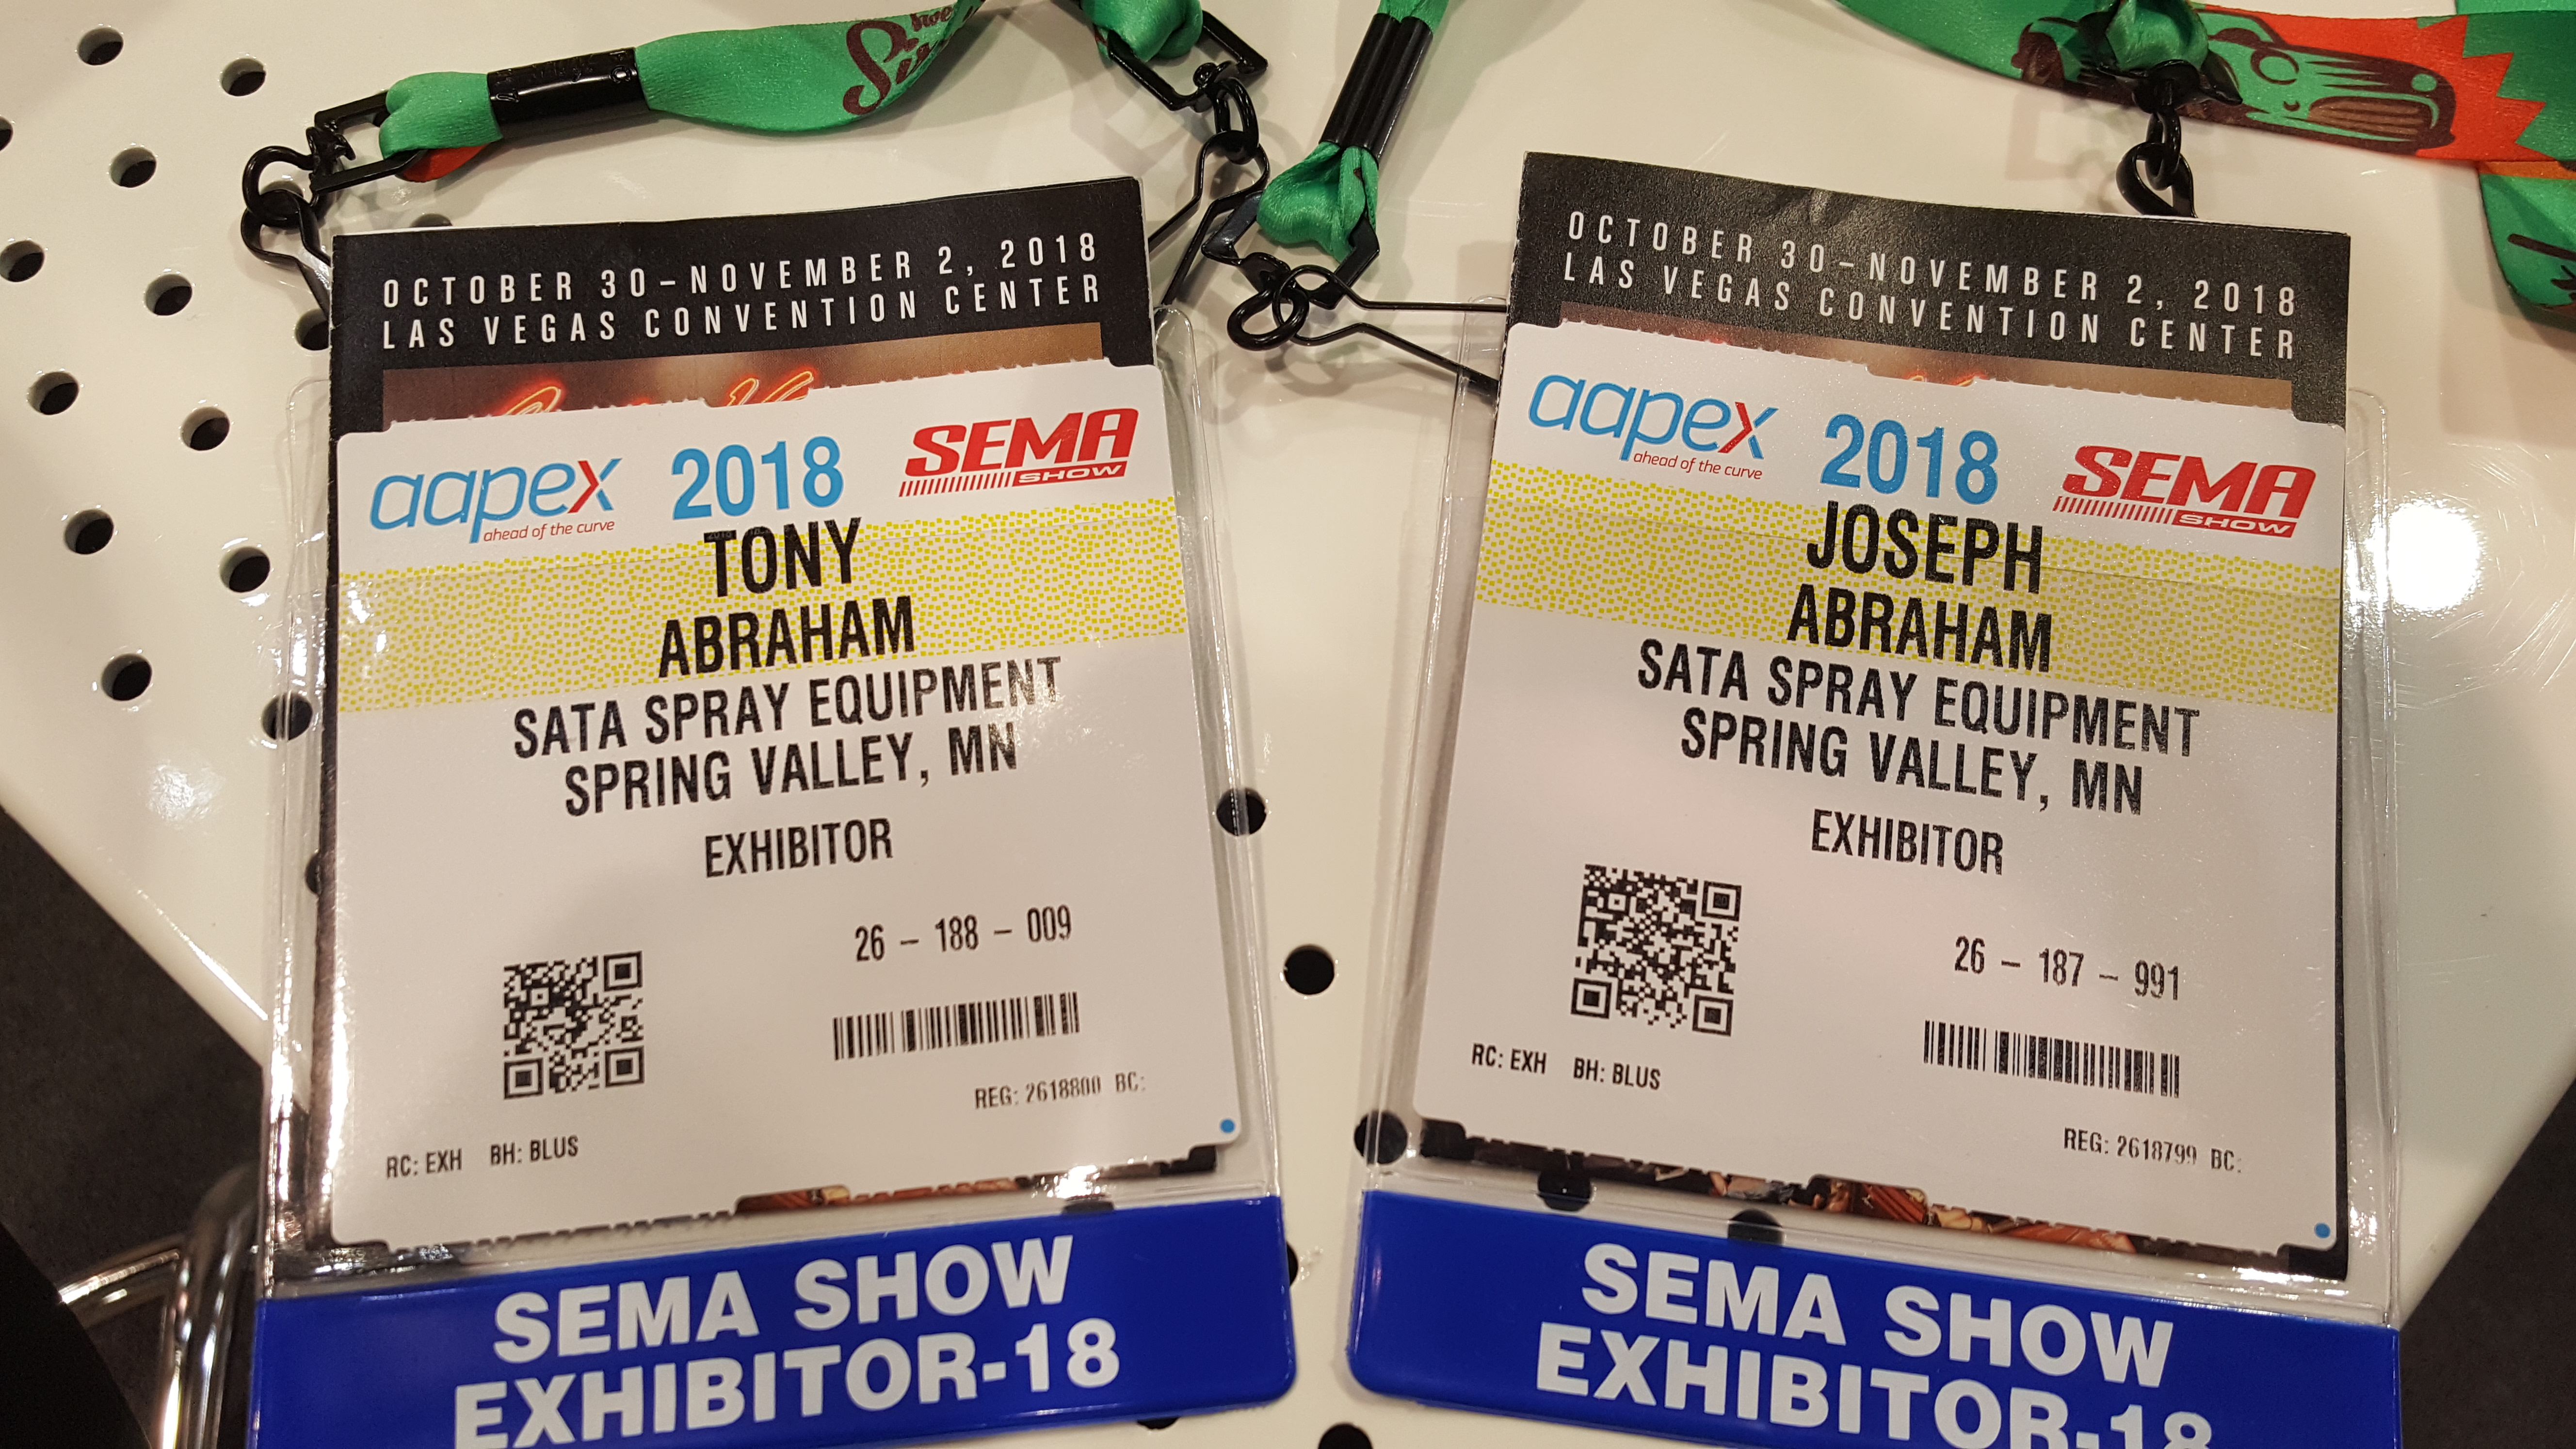 OCTOBER 30–NOVEMBER 2, 2018
LAS VEGAS CONVENTION CENTER
aapex
ahead of the curve
2018
SEMA
SHOW
TONY
ABRAHAM
SATA SPRAY EQUIPMENT
SPRING VALLEY, MN
EXHIBITOR
26 – 188 – 009
REG: 2618800 BC:
RC: EXH BH: BLUS
SEMA SHOW
EXHIBITOR-18
OCTOBER 30–NOVEMBER 2, 2018
LAS VEGAS CONVENTION CENTER
aapex
ahead of the curve
2018
SEMA
SHOW
JOSEPH
ABRAHAM
SATA SPRAY EQUIPMENT
SPRING VALLEY, MN
EXHIBITOR
26 – 187 – 991
RC: EXH BH: BLUS
REG: 2618799 BC:
SEMA SHOW
EXHIBITOR-18